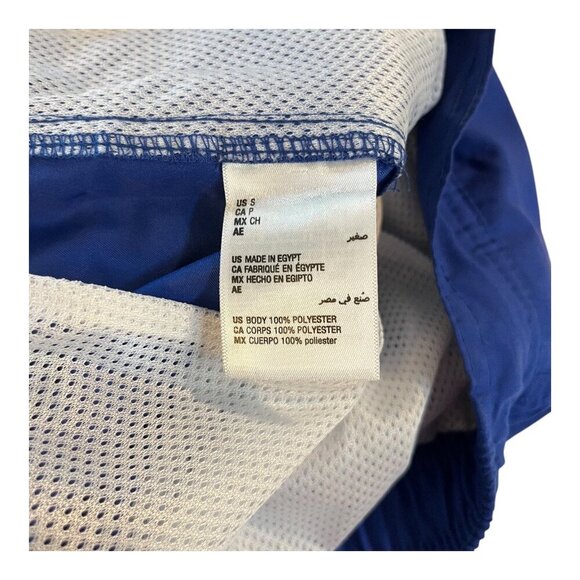 US S
CA P
MX CH
AE
صغير
US MADE IN EGYPT
CA FABRIQUÉ EN ÉGYPTE
MX HECHO EN EGIPTO
AE
صُنع في مصر
US BODY 100% POLYESTER
CA CORPS 100% POLYESTER
MX CUERPO 100% poliester